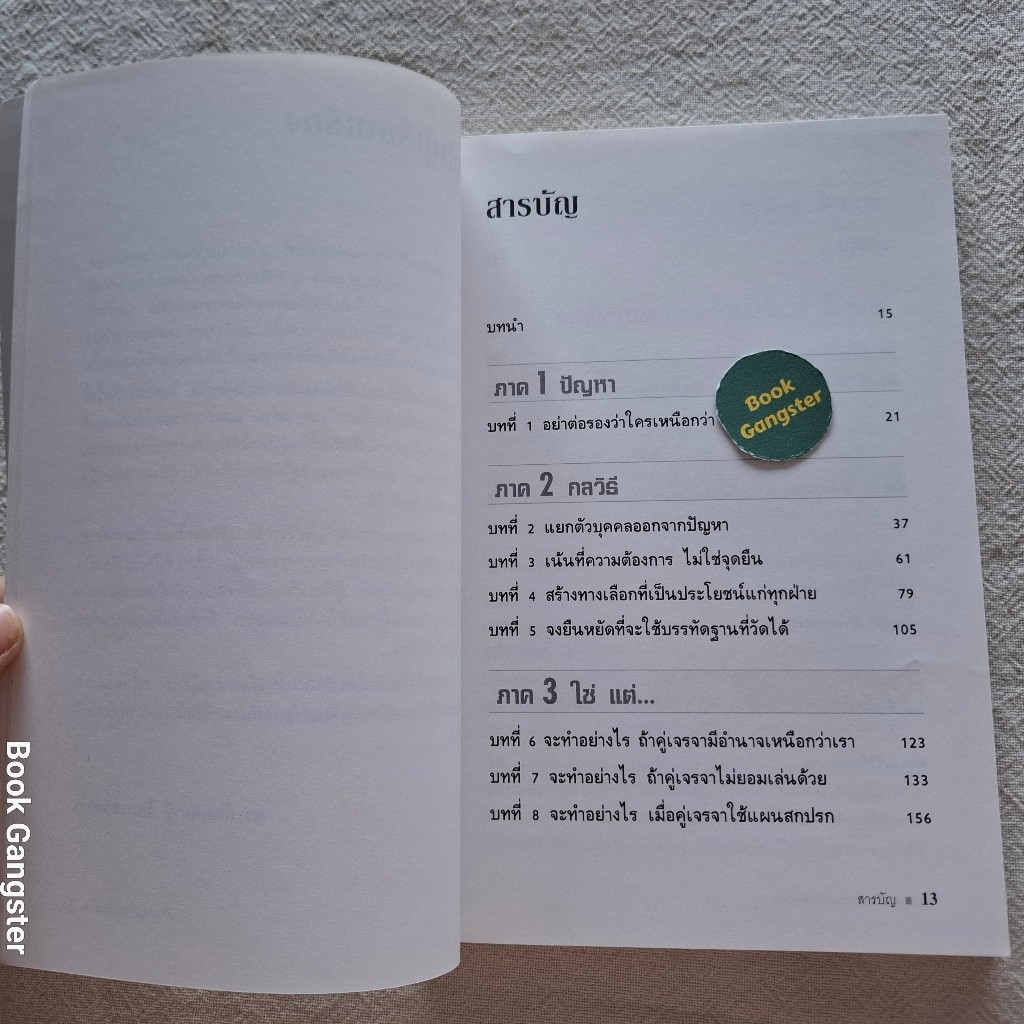 สารบัญ
บทนำ 15
ภาค 1 ปัญหา
บทที่ 1 อย่าต่อรองว่าใครเหนือกว่า 21
Book
Gangster
ภาค 2 กลวิธี
บทที่ 2 แยกตัวบุคคลออกจากปัญหา 37
บทที่ 3 เน้นที่ความต้องการ ไม่ใช่จุดยืน 61
บทที่ 4 สร้างทางเลือกที่เป็นประโยชน์แก่ทุกฝ่าย 79
บทที่ 5 จงยืนหยัดที่จะใช้บรรทัดฐานที่วัดได้ 105
ภาค 3 ใช่ แต่...
บทที่ 6 จะทำอย่างไร ถ้าคู่เจรจามีอำนาจเหนือกว่าเรา 123
บทที่ 7 จะทำอย่างไร ถ้าคู่เจรจาไม่ยอมเล่นด้วย 133
บทที่ 8 จะทำอย่างไร เมื่อคู่เจรจาใช้แผนสกปรก 156
สารบัญ ■ 13
Book Gangster